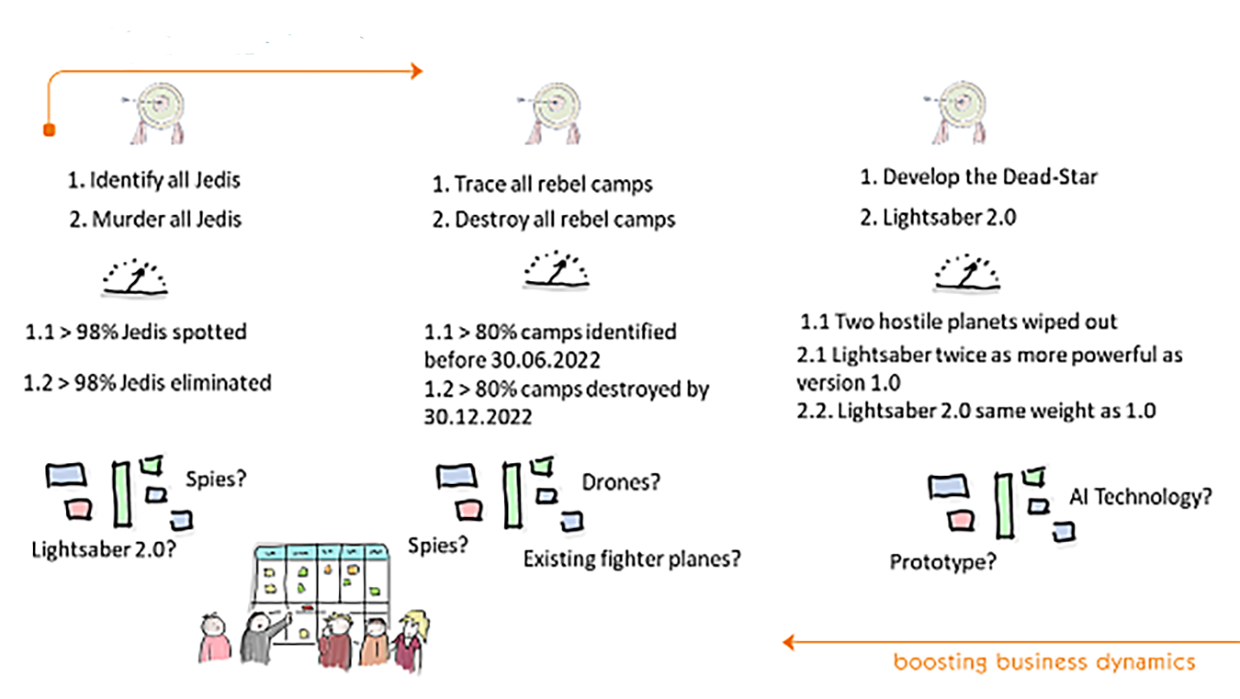 1. Identify all Jedis
2. Murder all Jedis
1.1 > 98% Jedis spotted
1.2 > 98% Jedis eliminated
Spies?
Lightsaber 2.0?
1. Trace all rebel camps
2. Destroy all rebel camps
1.1 > 80% camps identified
before 30.06.2022
1.2 > 80% camps destroyed by
30.12.2022
Drones?
Spies?
Existing fighter planes?
1. Develop the Dead-Star
2. Lightsaber 2.0
1.1 Two hostile planets wiped out
2.1 Lightsaber twice as more powerful as
version 1.0
2.2. Lightsaber 2.0 same weight as 1.0
AI Technology?
Prototype?
boosting business dynamics